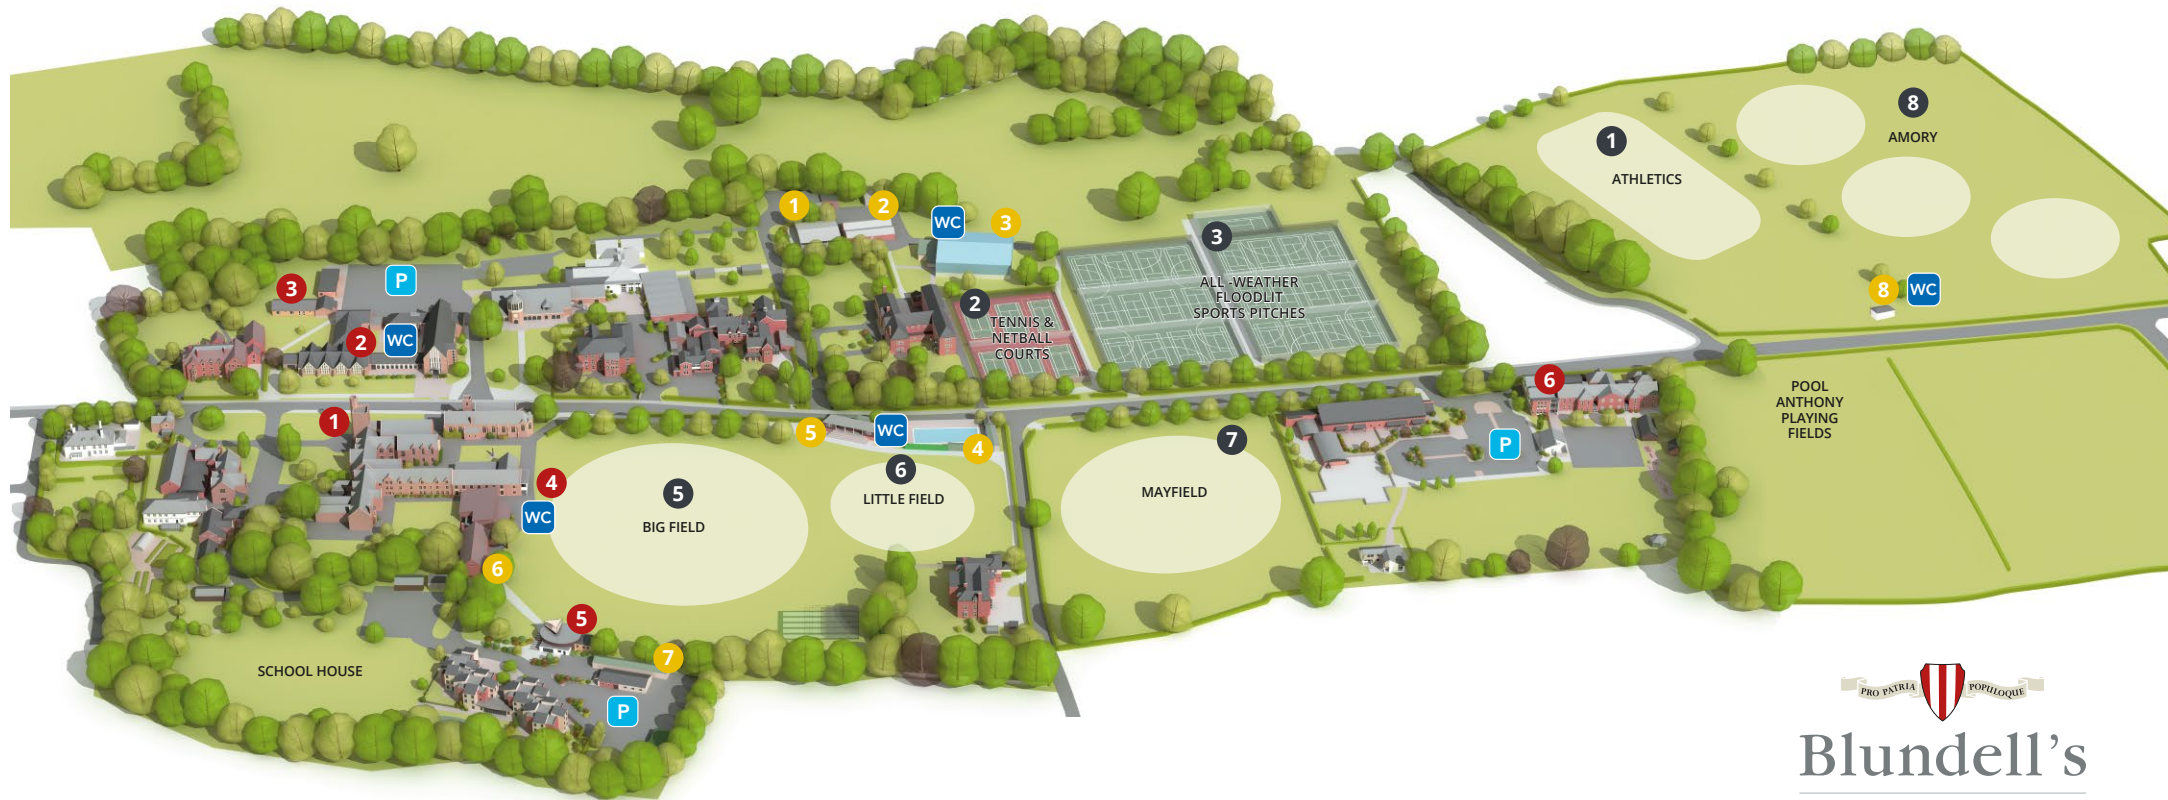 8
AMORY
1
ATHLETICS
1
2
WC
3
3
ALL -WEATHER
FLOODLIT
SPORTS PITCHES
3
P
2
TENNIS &
NETBALL
COURTS
8
WC
2
WC
6
POOL
ANTHONY
PLAYING
FIELDS
1
5
WC
4
7
P
4
WC
5
BIG FIELD
6
LITTLE FIELD
MAYFIELD
6
5
7
SCHOOL HOUSE
P
PRO PATRIA
POPULOQUE
Blundell's